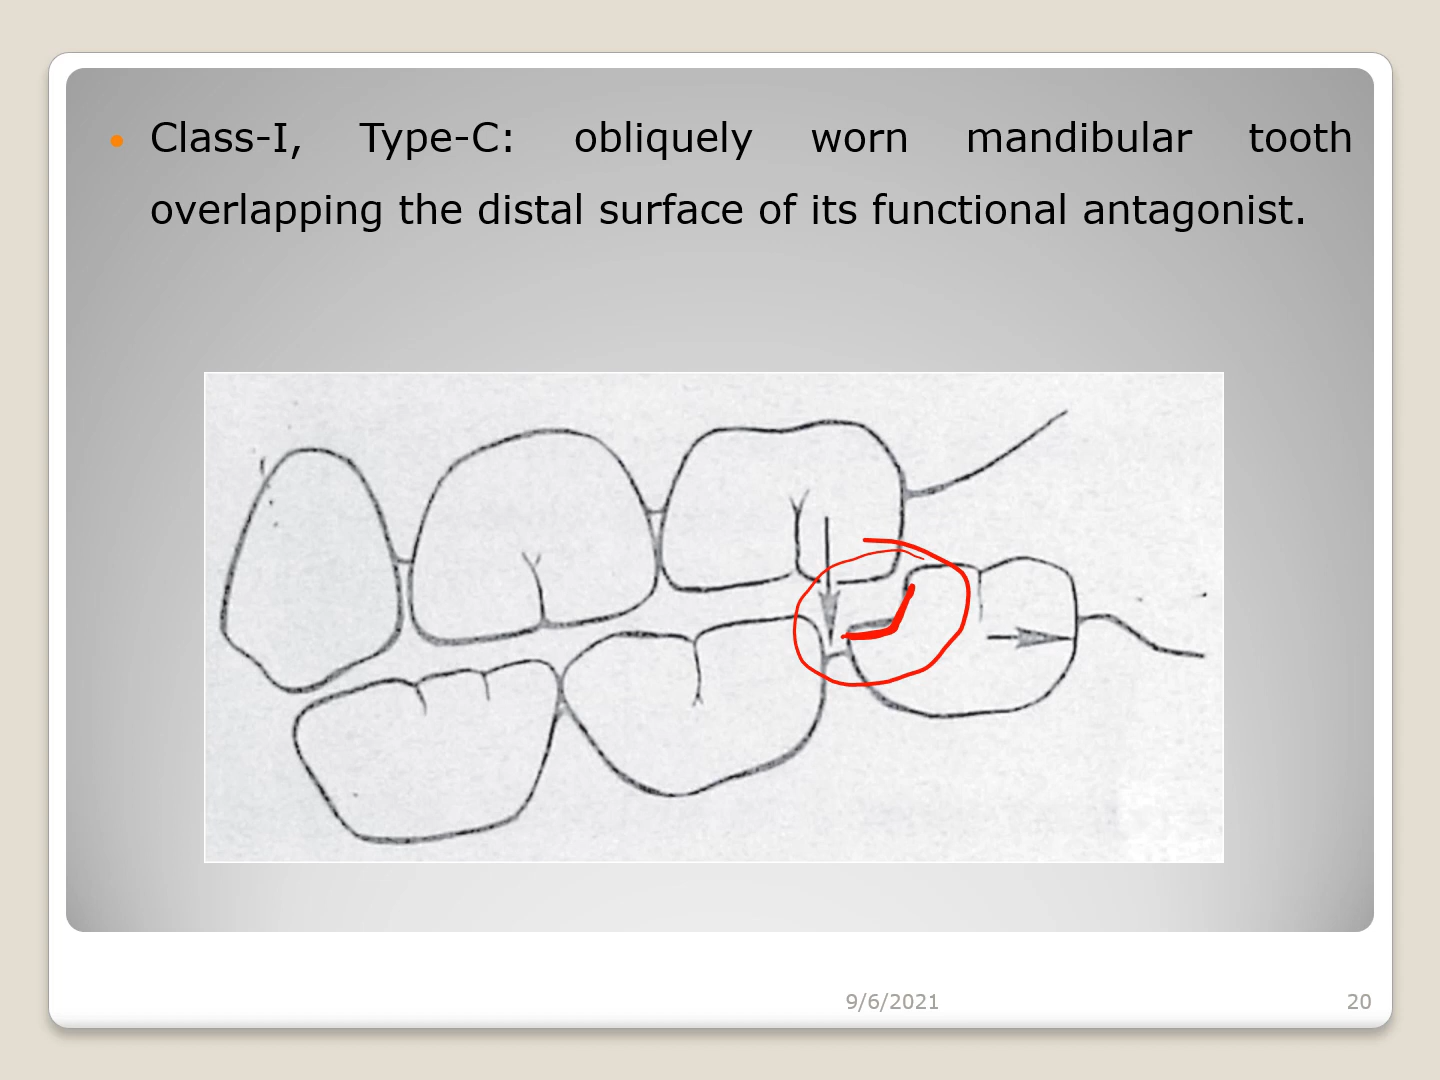 Class-I, Type-C: obliquely worn mandibular tooth
overlapping the distal surface of its functional antagonist.
9/6/2021
20